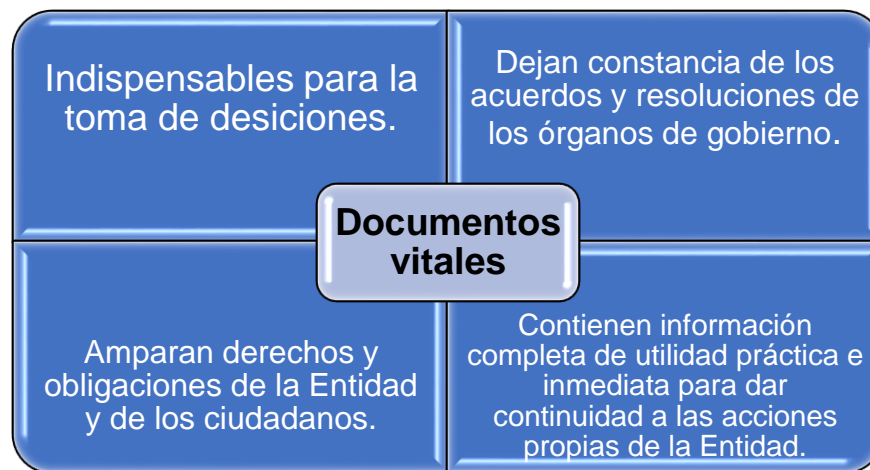 Indispensables para la
toma de desiciones.
Dejan constancia de los
acuerdos y resoluciones de
los órganos de gobierno.
Documentos
vitales
Amparan derechos y
obligaciones de la Entidad
y de los ciudadanos.
Contienen información
completa de utilidad práctica e
inmediata para dar
continuidad a las acciones
propias de la Entidad.